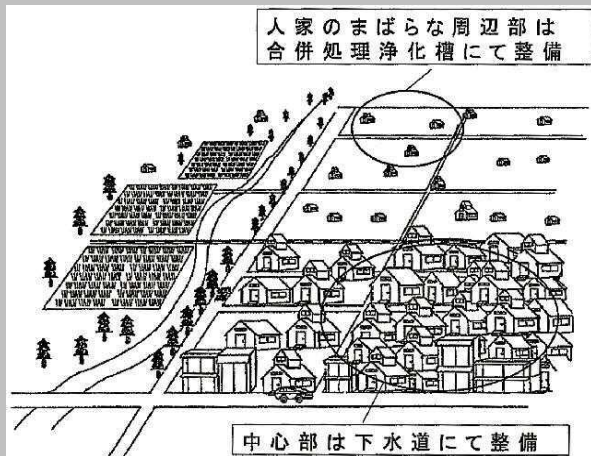 人家のまばらな周辺部は
合併処理浄化槽にて整備
中心部は下水道にて整備